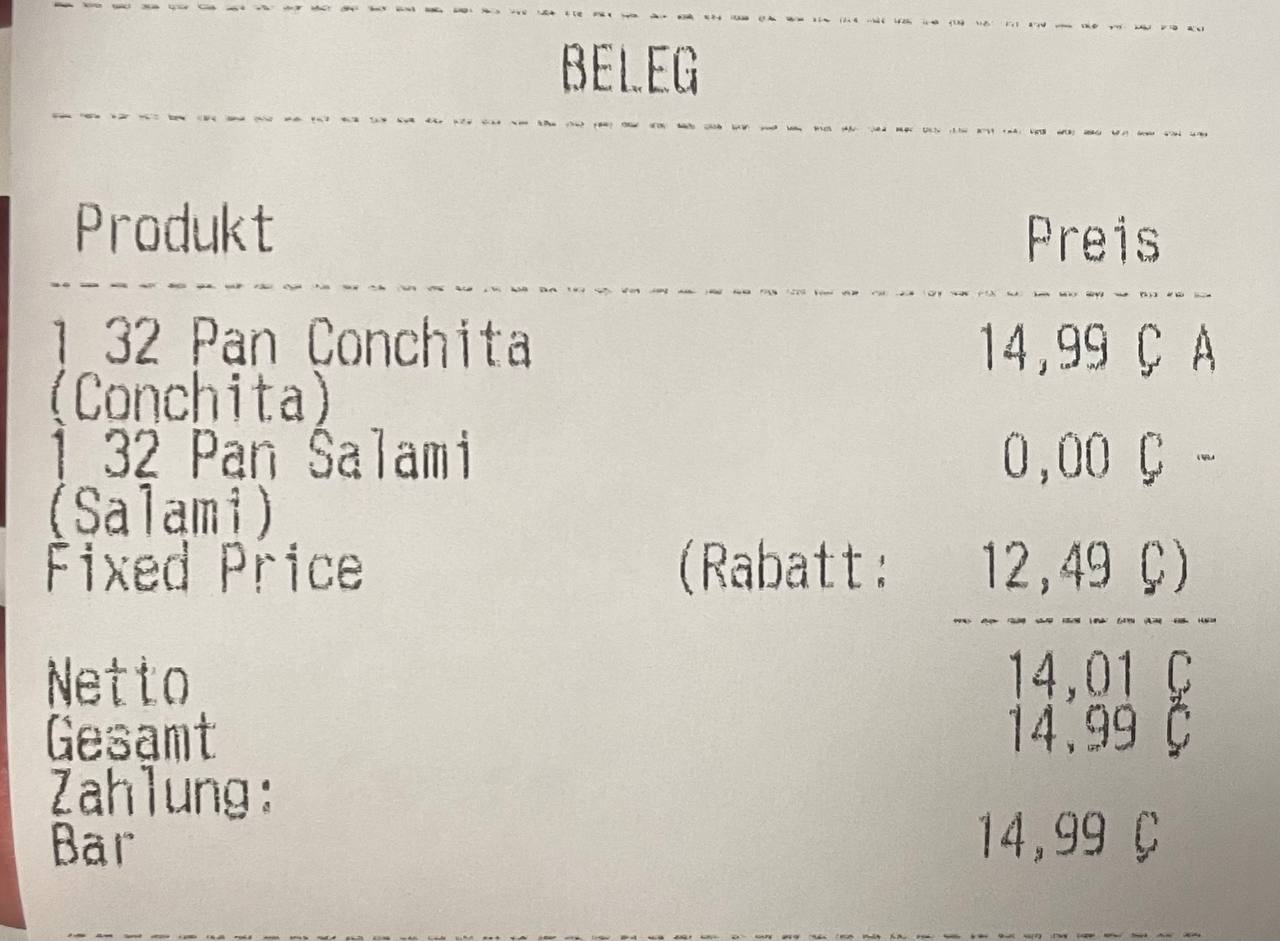 BELEG
Produkt Preis
1 32 Pan Conchita 14,99 Ç A
(Conchita)
1 32 Pan Salami 0,00 Ç -
(Salami)
Fixed Price (Rabatt: 12,49 Ç)
Netto 14,01 Ç
Gesamt 14,99 Ç
Zahlung:
Bar 14,99 Ç